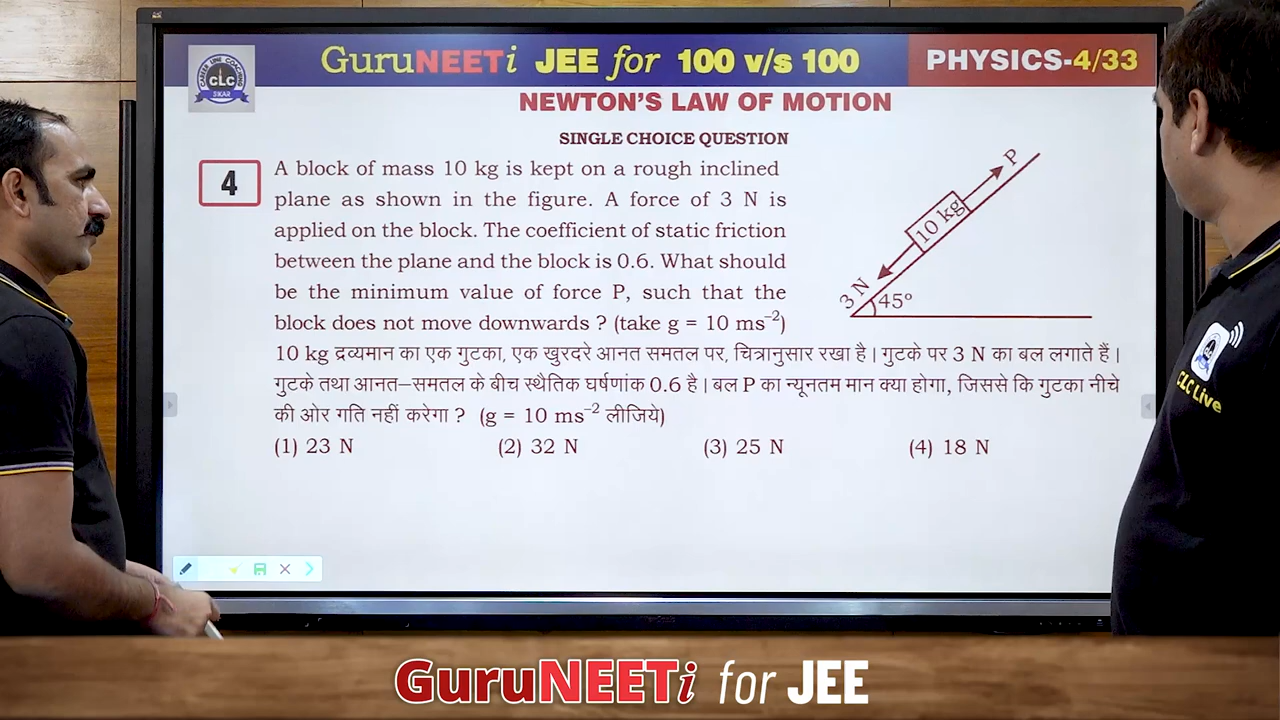 GuruNEETi JEE for 100 v/s 100
PHYSICS-4/33
CAREER LINE COACHING
CLC
SIKAR
NEWTON'S LAW OF MOTION
SINGLE CHOICE QUESTION
4
A block of mass 10 kg is kept on a rough inclined
plane as shown in the figure. A force of 3 N is
applied on the block. The coefficient of static friction
between the plane and the block is 0.6. What should
be the minimum value of force P, such that the
block does not move downwards ? (take g = 10 ms⁻²)
P
10 kg
3 N
45°
10 kg द्रव्यमान का एक गुटका, एक खुरदरे आनत समतल पर, चित्रानुसार रखा है। गुटके पर 3 N का बल लगाते हैं।
गुटके तथा आनत–समतल के बीच स्थैतिक घर्षणांक 0.6 है। बल P का न्यूनतम मान क्या होगा, जिससे कि गुटका नीचे
की ओर गति नहीं करेगा ? (g = 10 ms⁻² लीजिये)
(1) 23 N (2) 32 N (3) 25 N (4) 18 N
CLC
CLC Live
GuruNEETi for JEE